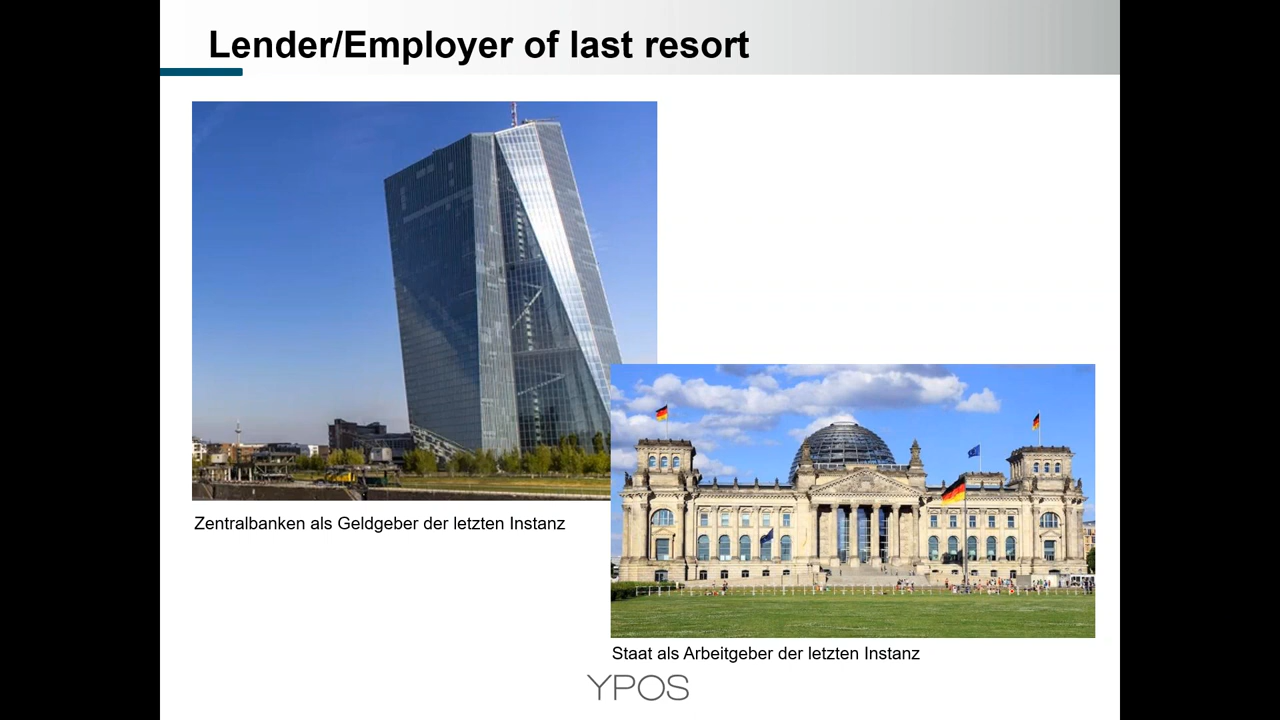 Lender/Employer of last resort
Zentralbanken als Geldgeber der letzten Instanz
Staat als Arbeitgeber der letzten Instanz
YPOS